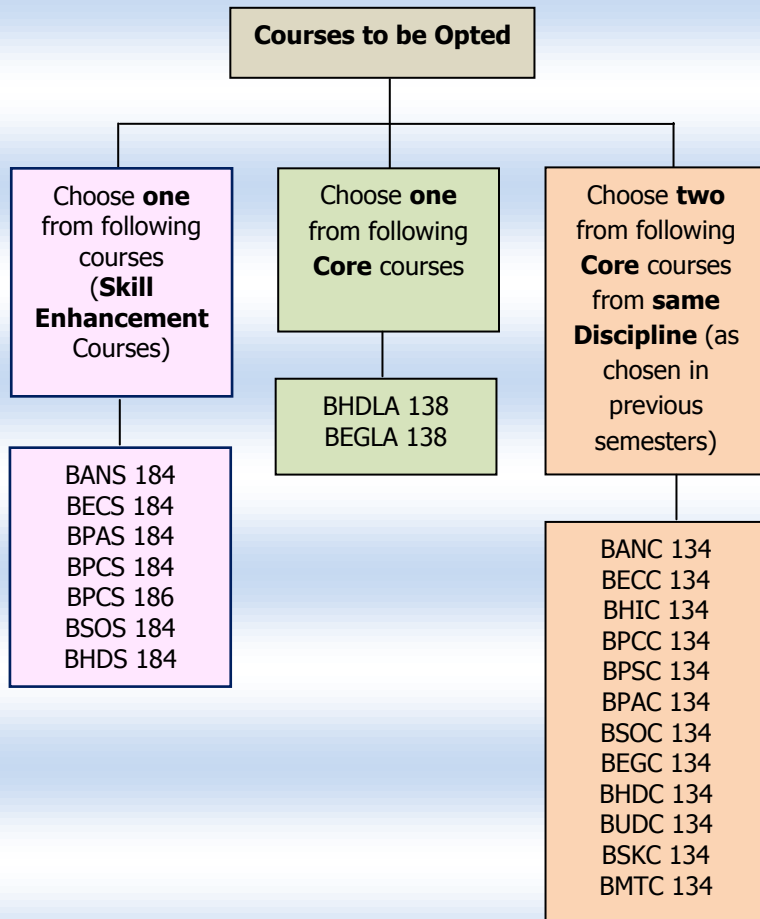 Courses to be Opted
Choose one
from following
courses
(Skill
Enhancement
Courses)
BANS 184
BECS 184
BPAS 184
BPCS 184
BPCS 186
BSOS 184
BHDS 184
Choose one
from following
Core courses
BHDLA 138
BEGLA 138
Choose two
from following
Core courses
from same
Discipline (as
chosen in
previous
semesters)
BANC 134
BECC 134
BHIC 134
BPCC 134
BPSC 134
BPAC 134
BSOC 134
BEGC 134
BHDC 134
BUDC 134
BSKC 134
BMTC 134